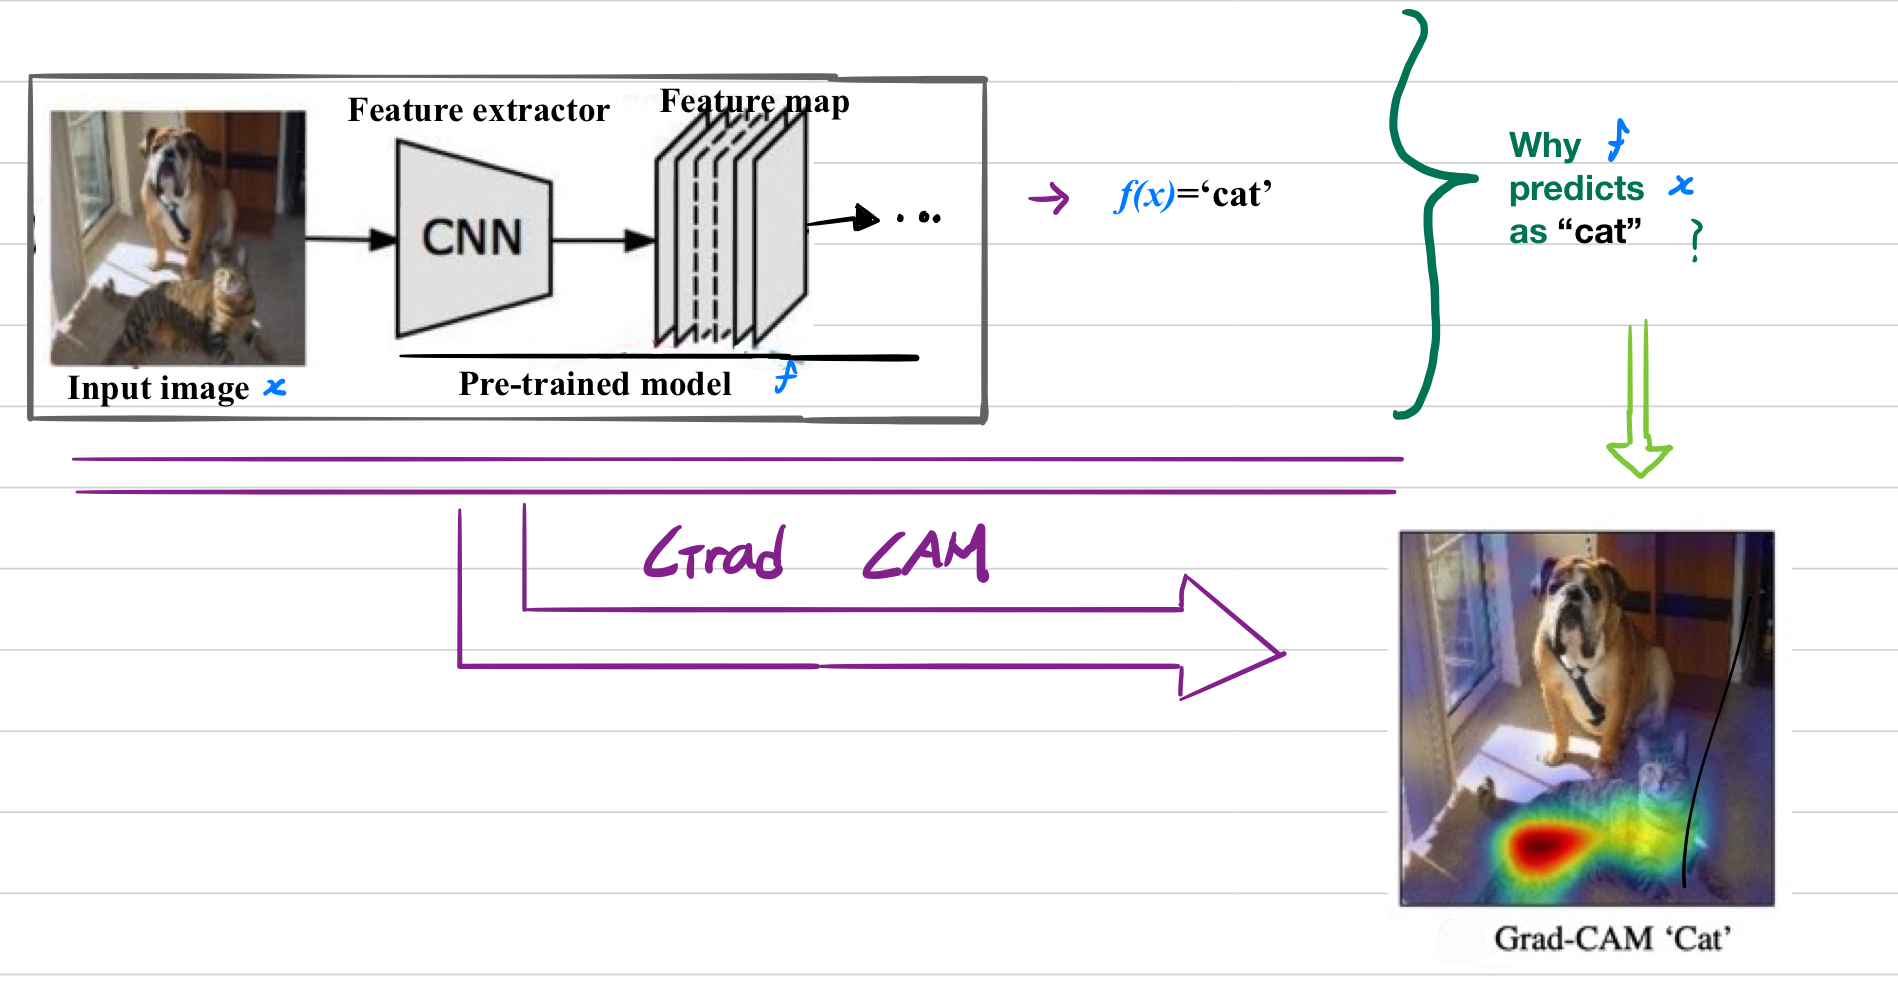 Feature extractor
Feature map
CNN
Input image x
Pre-trained model f
f(x)='cat'
Why f
predicts x
as "cat" ?
Grad CAM
Grad-CAM 'Cat'